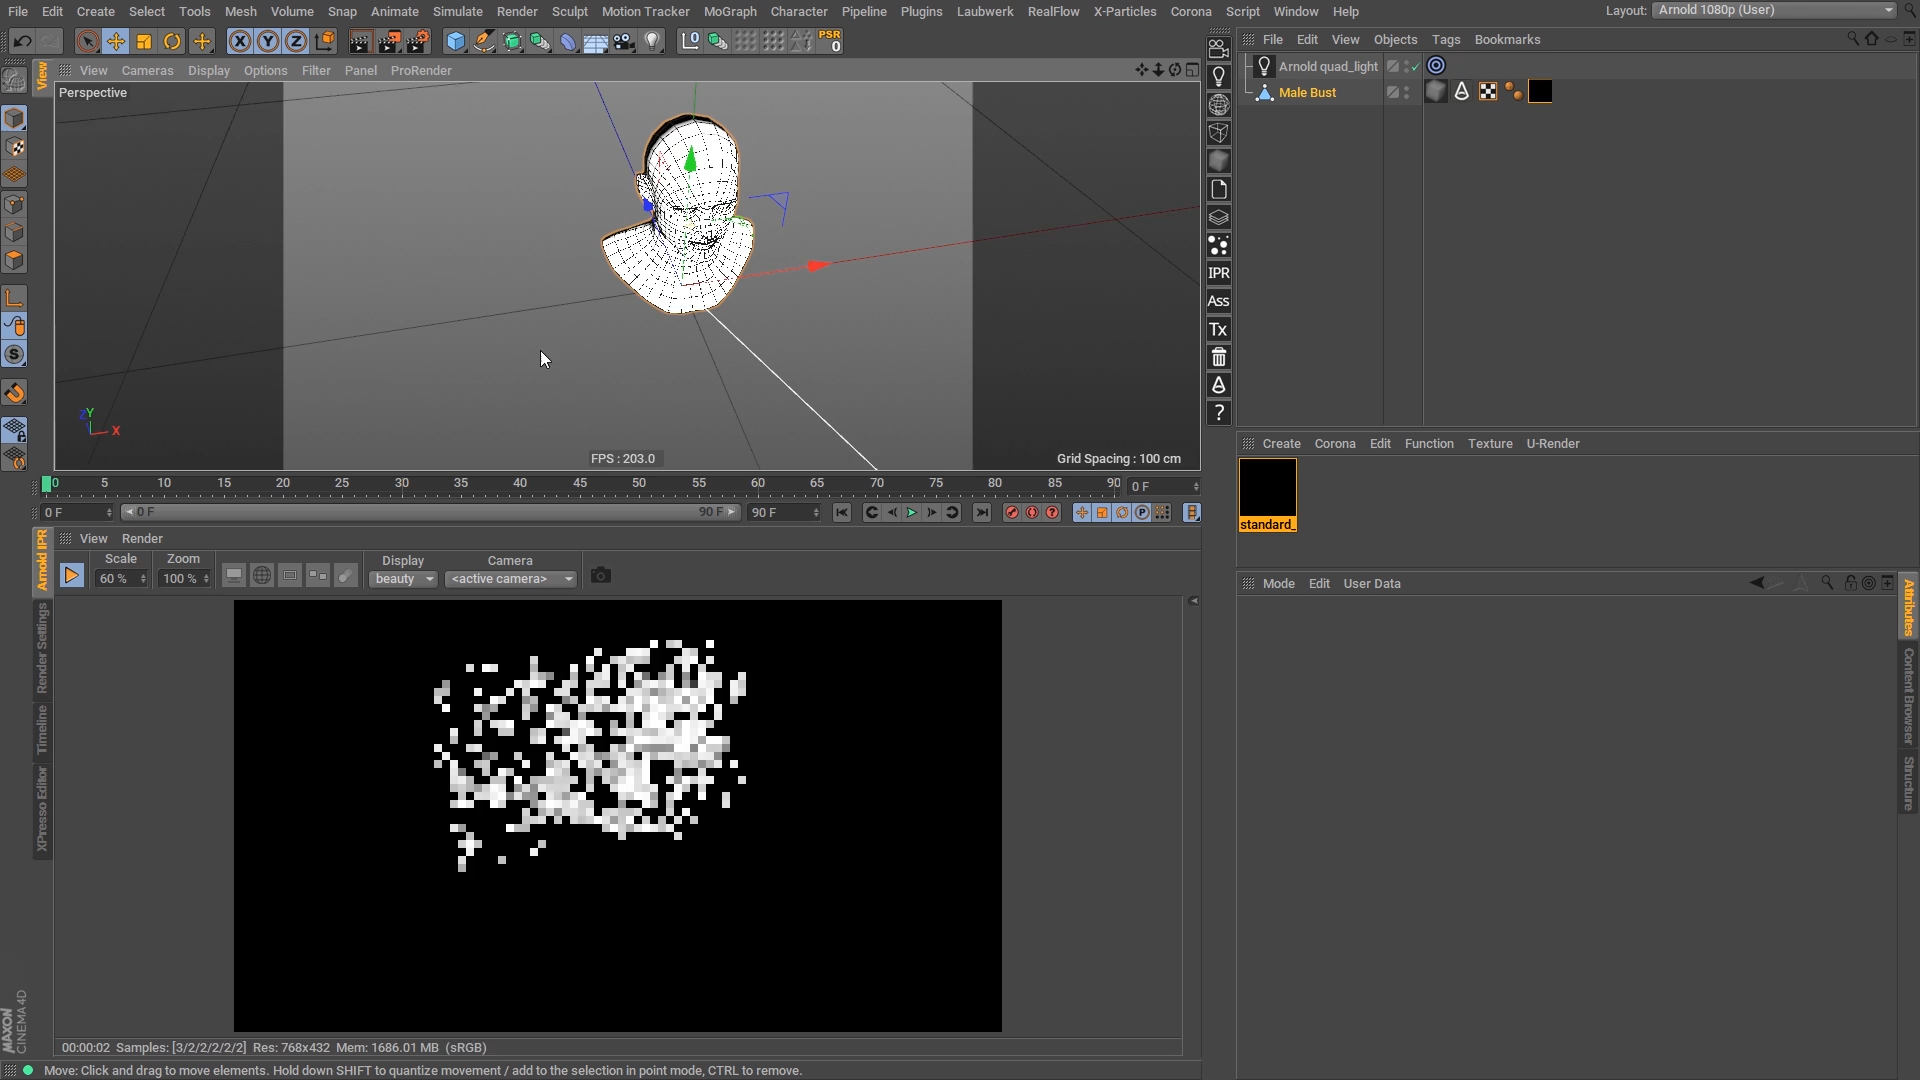 File Edit Create Select Tools Mesh Volume Snap Animate Simulate Render Sculpt Motion Tracker MoGraph Character Pipeline Plugins Laubwerk RealFlow X-Particles Corona Script Window Help Layout: Arnold 1080p (User)
X Y Z PSR 0
File Edit View Objects Tags Bookmarks
View
View Cameras Display Options Filter Panel ProRender
Arnold quad_light
Male Bust
Perspective
IPR
Ass
Tx
?
S
Y
Z
X
FPS : 203.0
Grid Spacing : 100 cm
Create Corona Edit Function Texture U-Render
standard_
0 5 10 15 20 25 30 35 40 45 50 55 60 65 70 75 80 85 90 0 F
0 F 0 F 90 F 90 F
Arnold IPR
Render Settings
Timeline
XPresso Editor
View Render
Scale Zoom Display Camera
60 % 100 % beauty <active camera>
Mode Edit User Data
Attributes
Content Browser
Structure
00:00:02 Samples: [3/2/2/2/2/2] Res: 768x432 Mem: 1686.01 MB (sRGB)
MAXON
CINEMA 4D
Move: Click and drag to move elements. Hold down SHIFT to quantize movement / add to the selection in point mode, CTRL to remove.